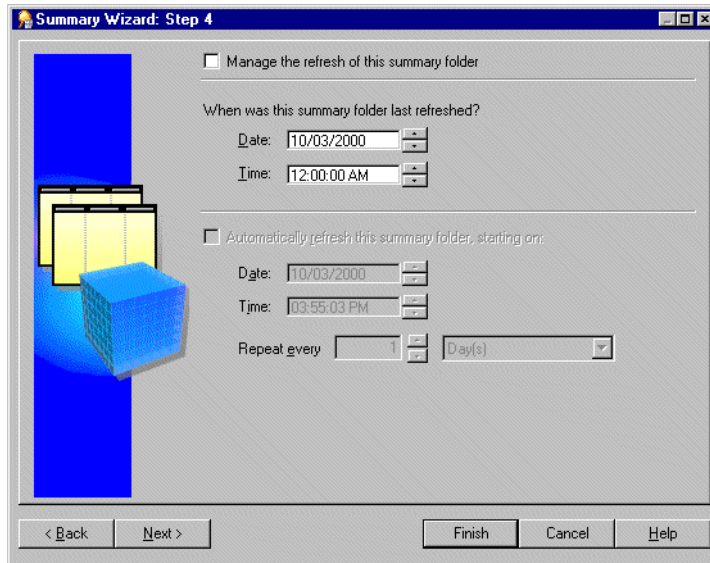 Summary Wizard: Step 4
Manage the refresh of this summary folder
When was this summary folder last refreshed?
Date: 10/03/2000
Time: 12:00:00 AM
Automatically refresh this summary folder, starting on:
Date: 10/03/2000
Time: 03:55:03 PM
Repeat every 1 Day(s)
< Back Next > Finish Cancel Help